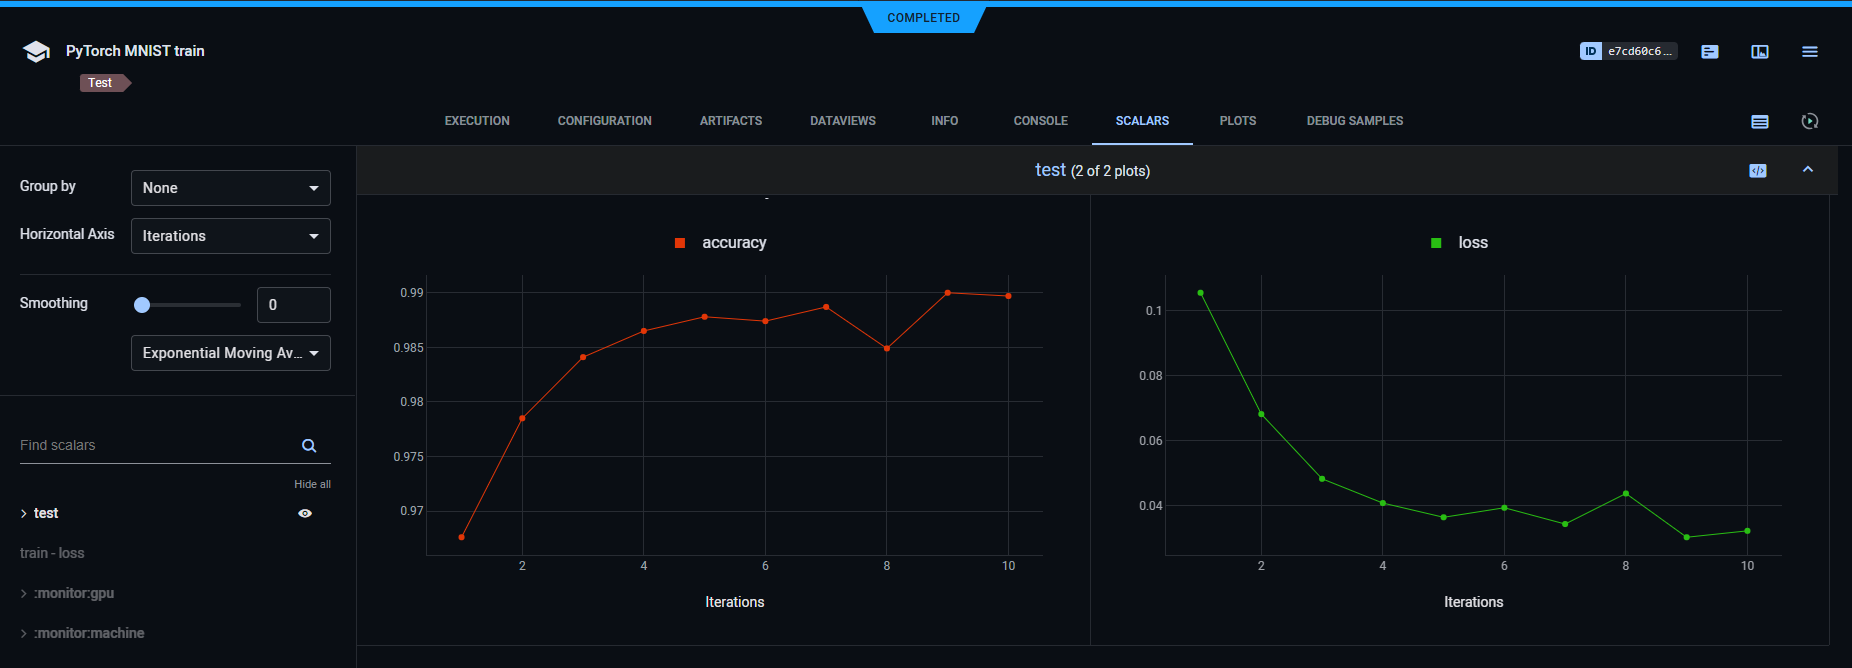 COMPLETED
PyTorch MNIST train
ID e7cd60c6...
Test
EXECUTION CONFIGURATION ARTIFACTS DATAVIEWS INFO CONSOLE SCALARS PLOTS DEBUG SAMPLES
test (2 of 2 plots)
Group by None
Horizontal Axis Iterations
Smoothing 0
Exponential Moving Av...
Find scalars
Hide all
test
train - loss
:monitor:gpu
:monitor:machine
accuracy
0.99
0.985
0.98
0.975
0.97
2 4 6 8 10
Iterations
loss
0.1
0.08
0.06
0.04
2 4 6 8 10
Iterations